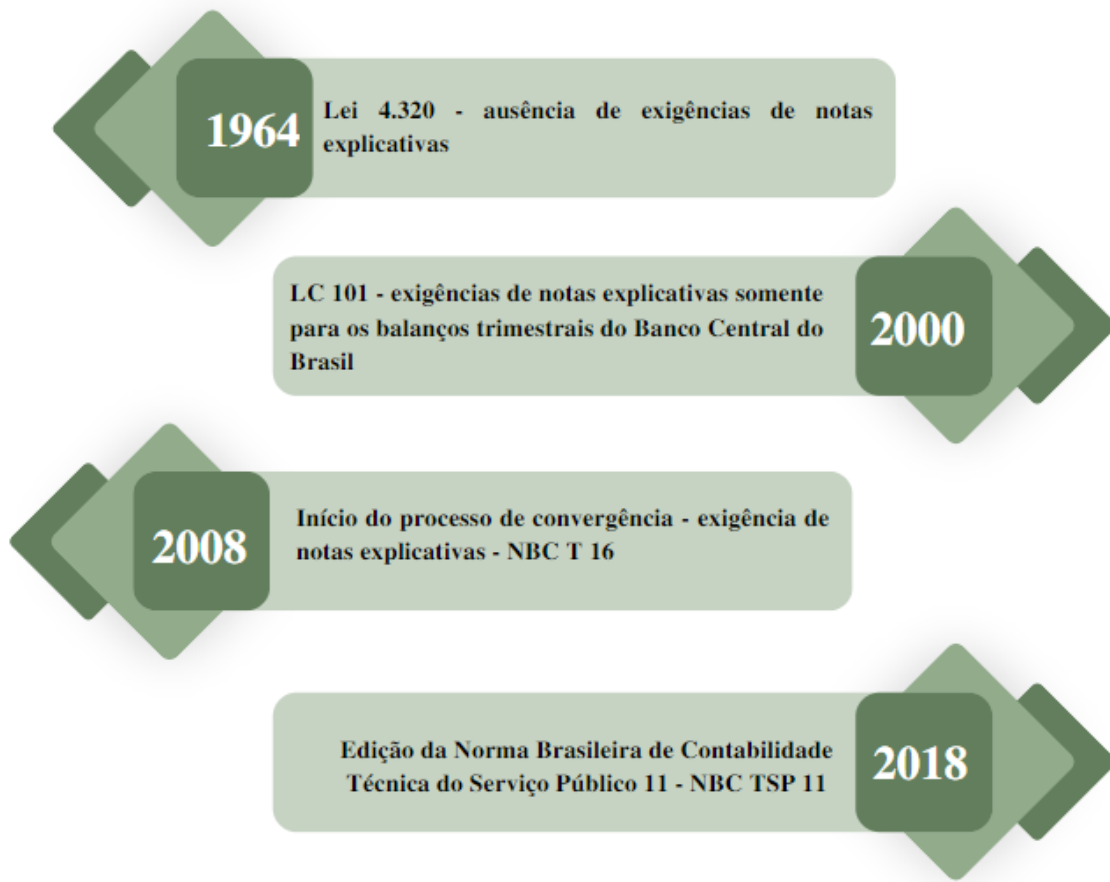 1964
Lei 4.320 - ausência de exigências de notas
explicativas
LC 101 - exigências de notas explicativas somente
para os balanços trimestrais do Banco Central do
Brasil
2000
2008
Início do processo de convergência - exigência de
notas explicativas - NBC T 16
Edição da Norma Brasileira de Contabilidade
Técnica do Serviço Público 11 - NBC TSP 11
2018